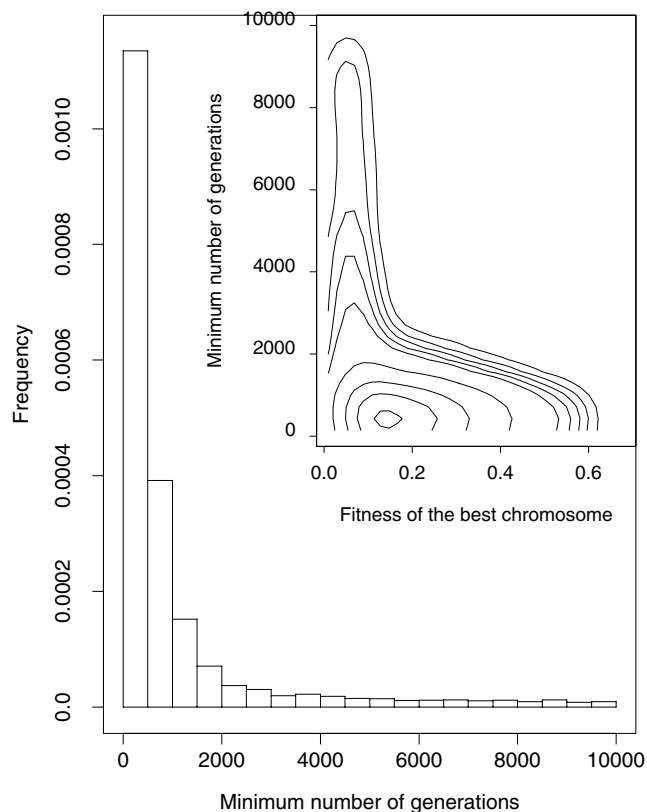 10000
8000
6000
4000
2000
0
Minimum number of generations
0.0 0.2 0.4 0.6
Fitness of the best chromosome
0.0010
0.0008
0.0006
0.0004
0.0002
0.0
Frequency
0 2000 4000 6000 8000 10000
Minimum number of generations